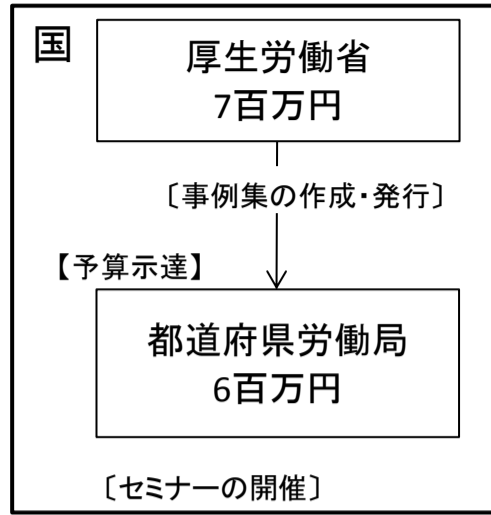 国
厚生労働省
7百万円
〔事例集の作成・発行〕
【予算示達】
都道府県労働局
6百万円
〔セミナーの開催〕